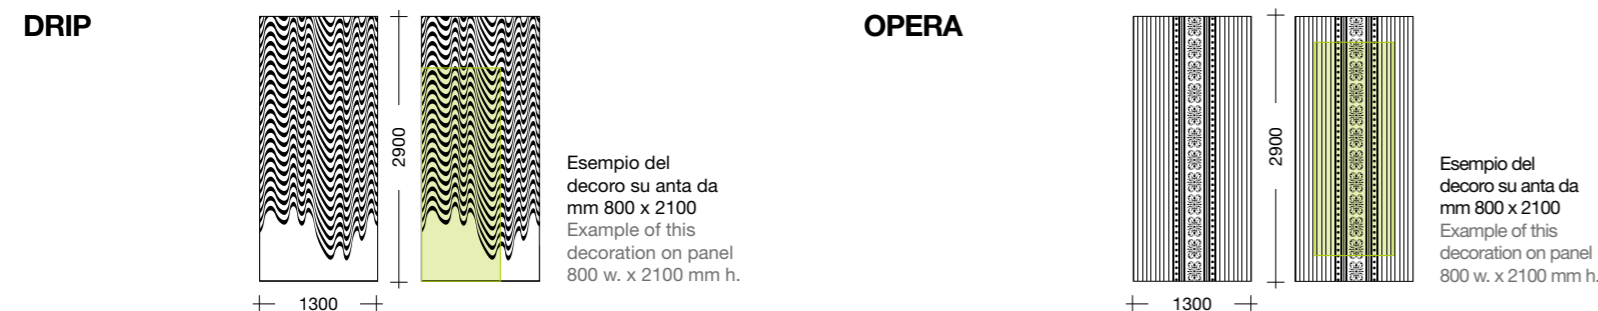 DRIP
2900
1300
Esempio del
decoro su anta da
mm 800 x 2100
Example of this
decoration on panel
800 w. x 2100 mm h.
OPERA
2900
1300
Esempio del
decoro su anta da
mm 800 x 2100
Example of this
decoration on panel
800 w. x 2100 mm h.